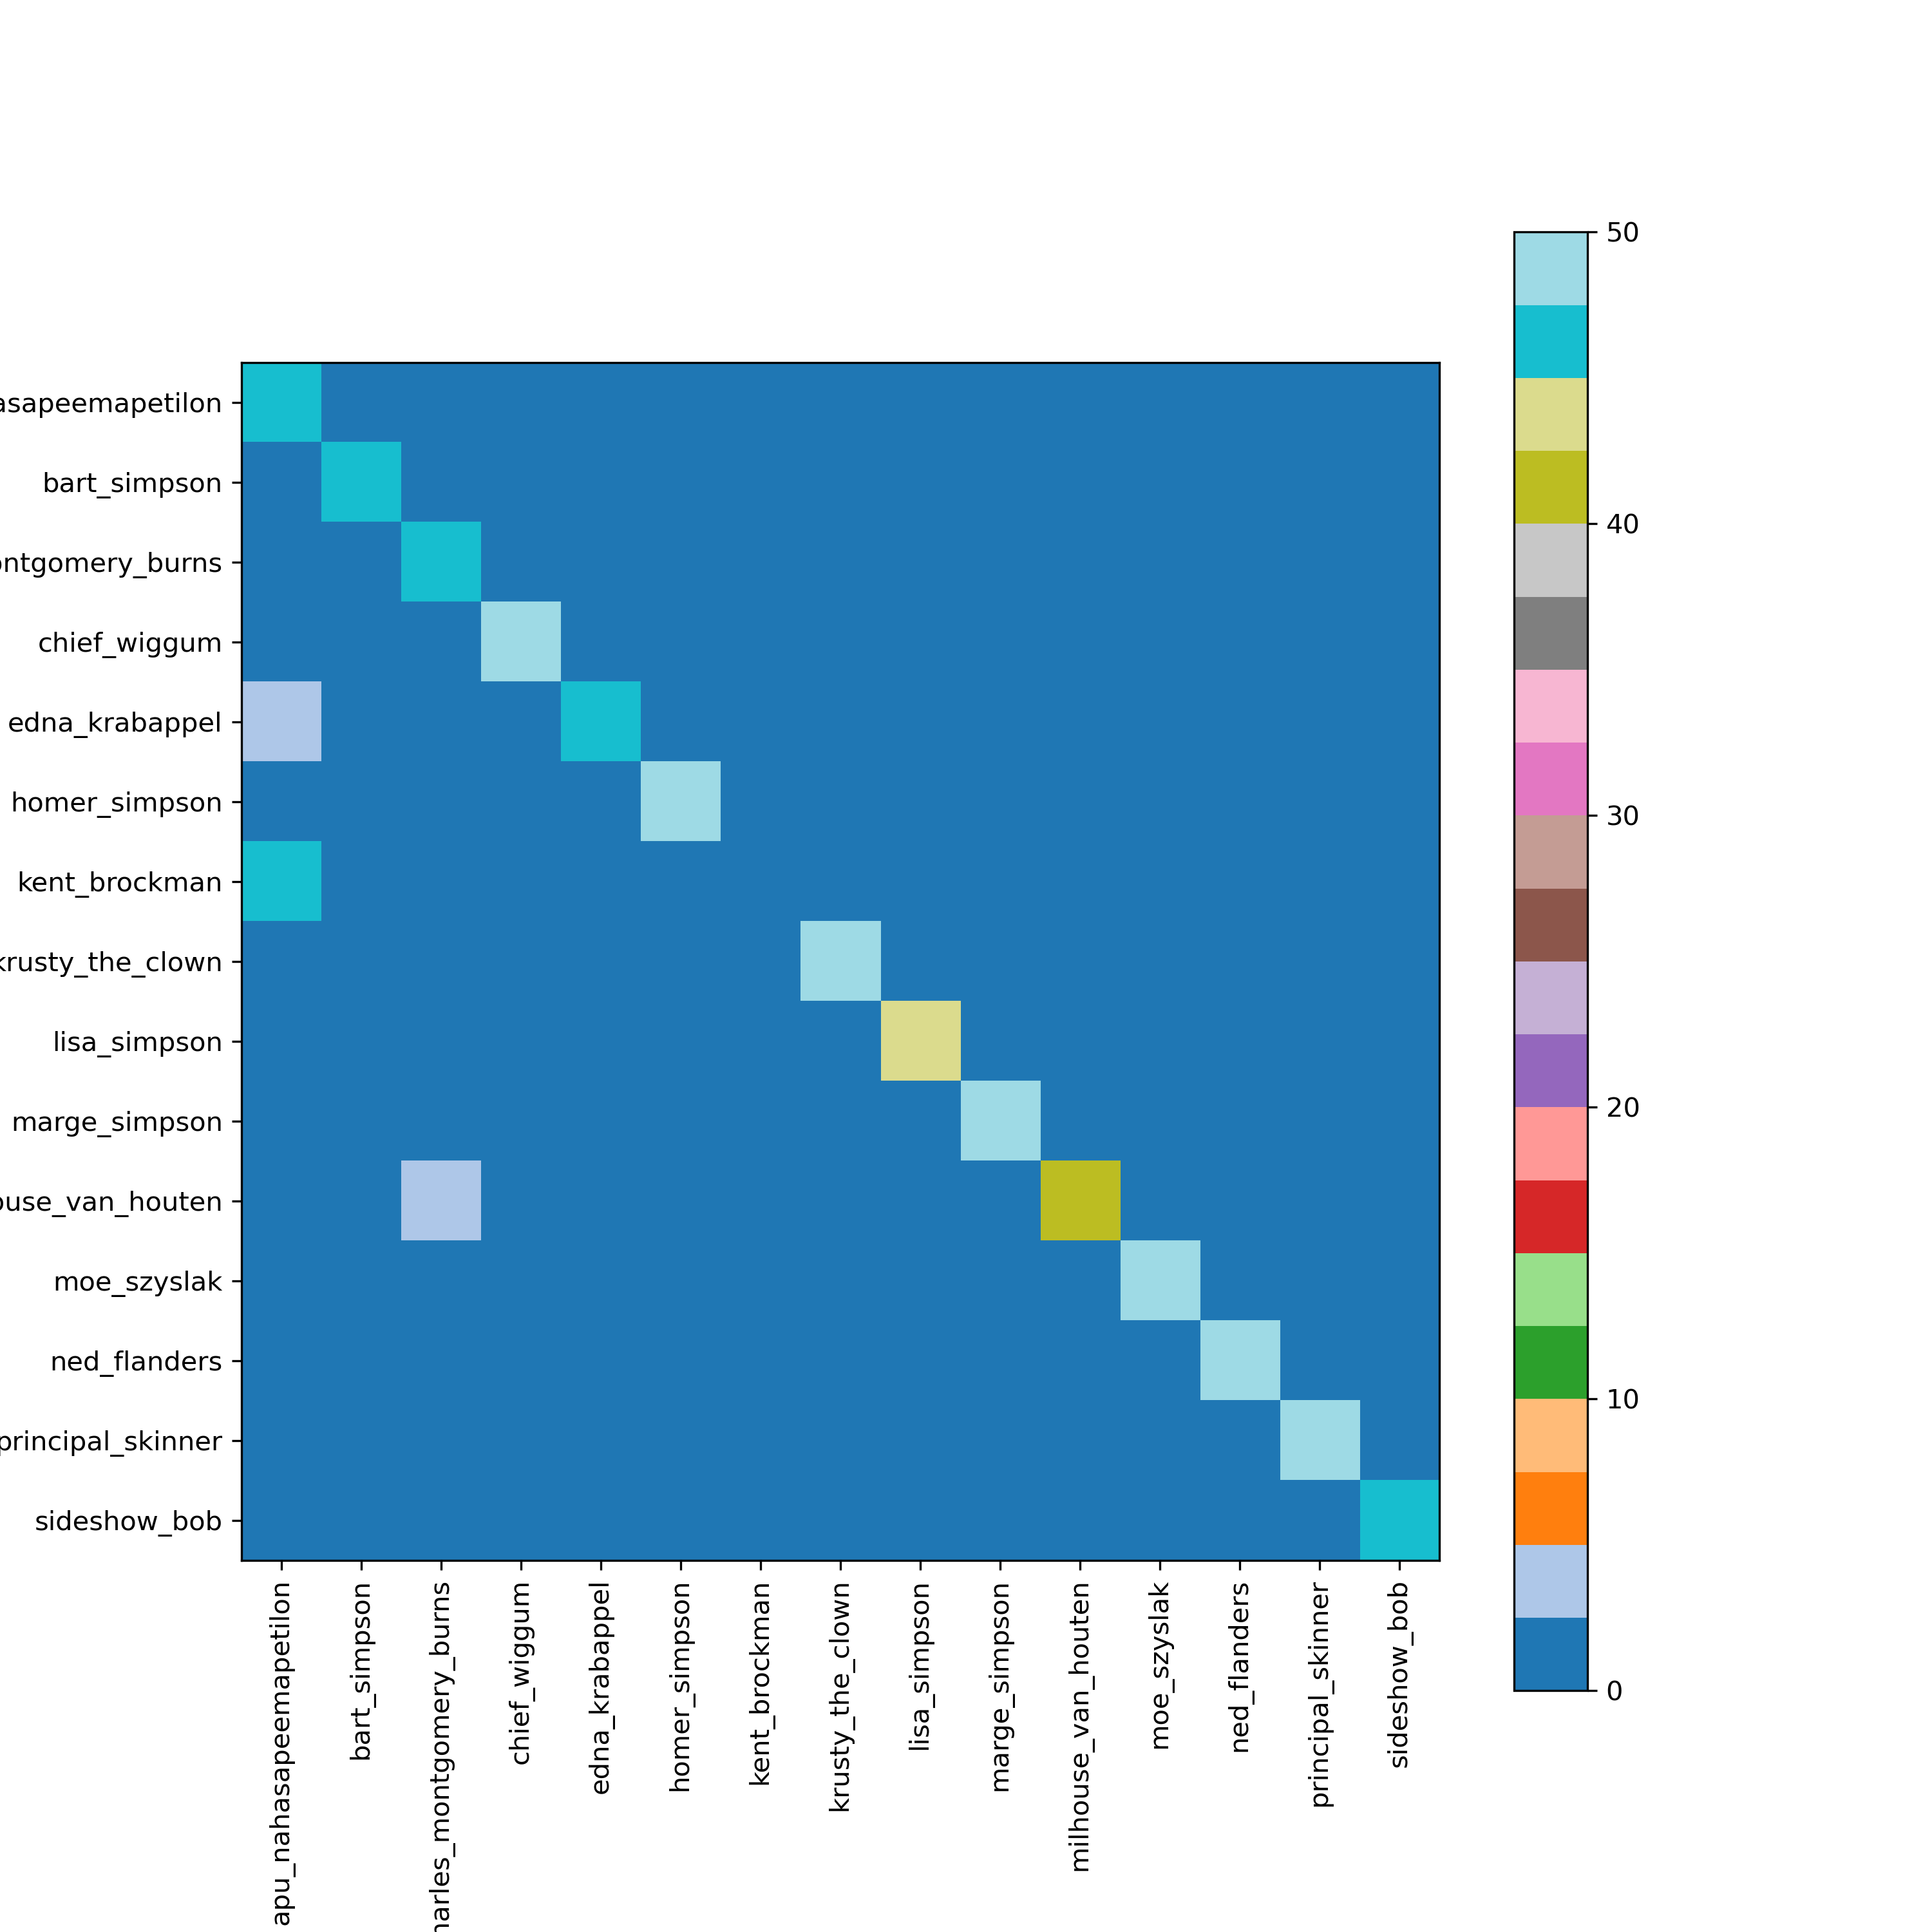 asapeemapetilon
bart_simpson
ontgomery_burns
chief_wiggum
edna_krabappel
homer_simpson
kent_brockman
krusty_the_clown
lisa_simpson
marge_simpson
ouse_van_houten
moe_szyslak
ned_flanders
principal_skinner
sideshow_bob
apu_nahasapeemapetilon
bart_simpson
harles_montgomery_burns
chief_wiggum
edna_krabappel
homer_simpson
kent_brockman
krusty_the_clown
lisa_simpson
marge_simpson
milhouse_van_houten
moe_szyslak
ned_flanders
principal_skinner
sideshow_bob
50
40
30
20
10
0